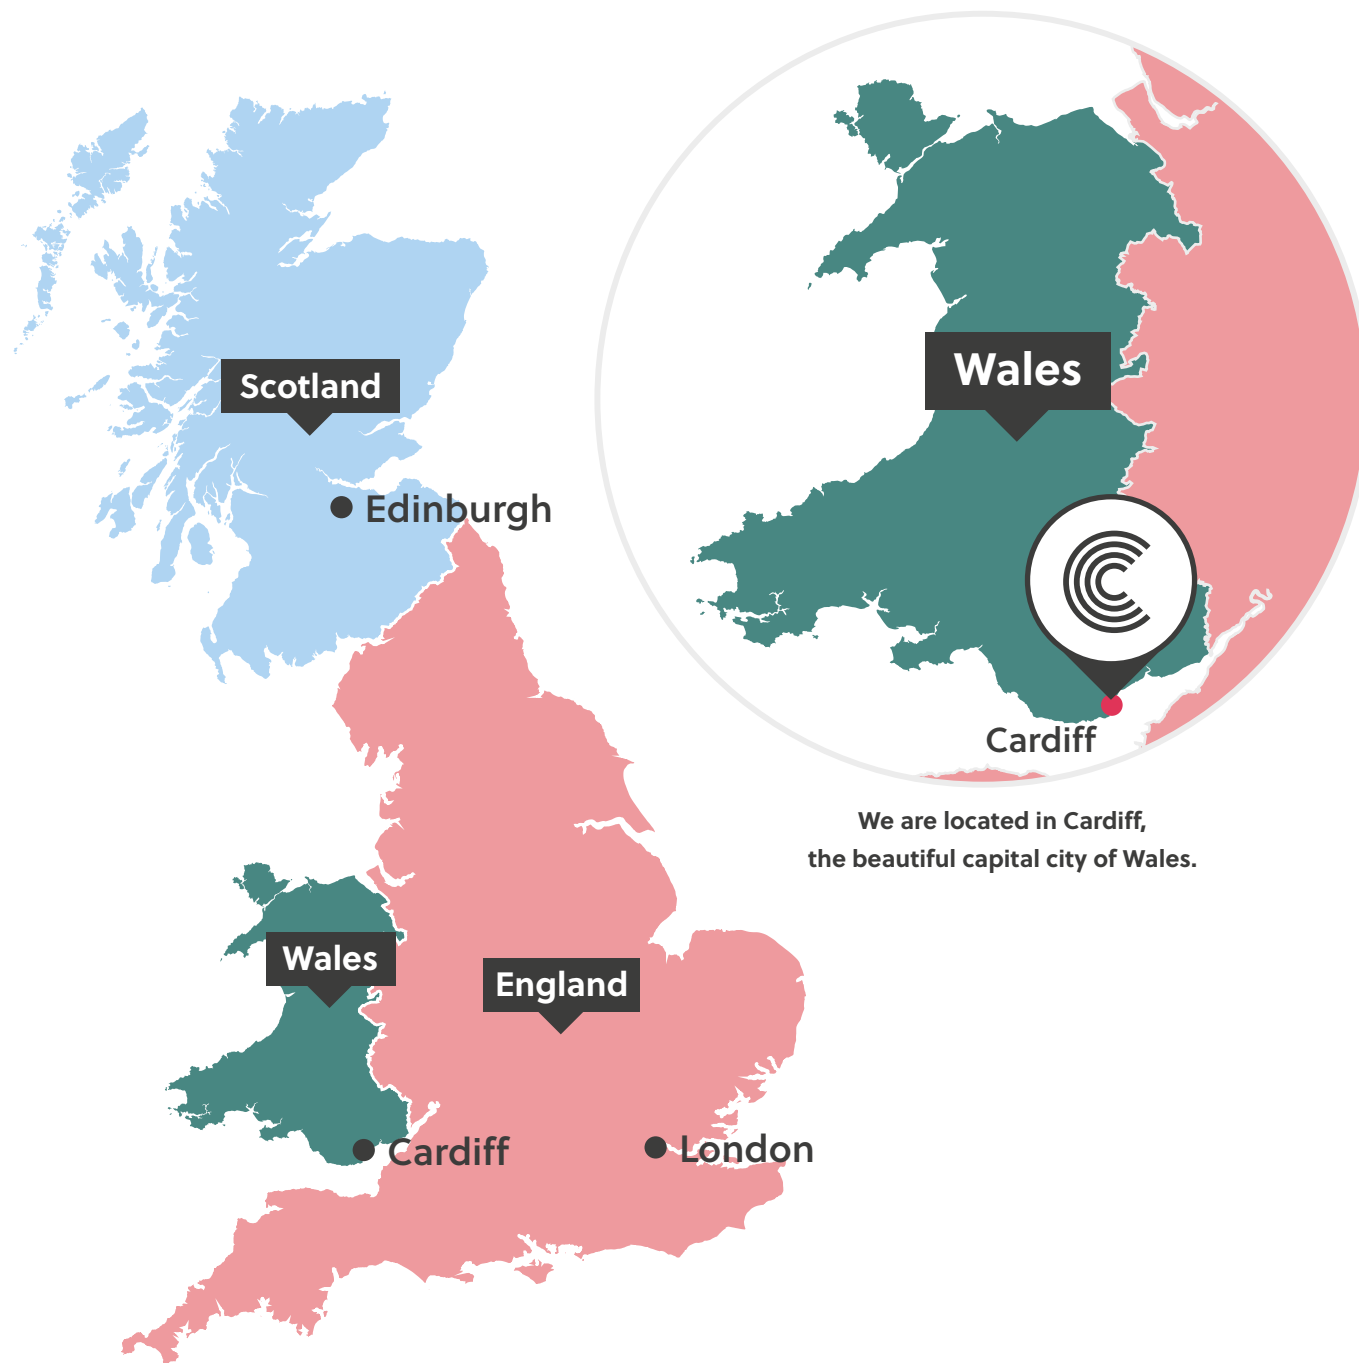 Scotland
Edinburgh
Wales
Cardiff
We are located in Cardiff,
the beautiful capital city of Wales.
Wales
England
Cardiff
London